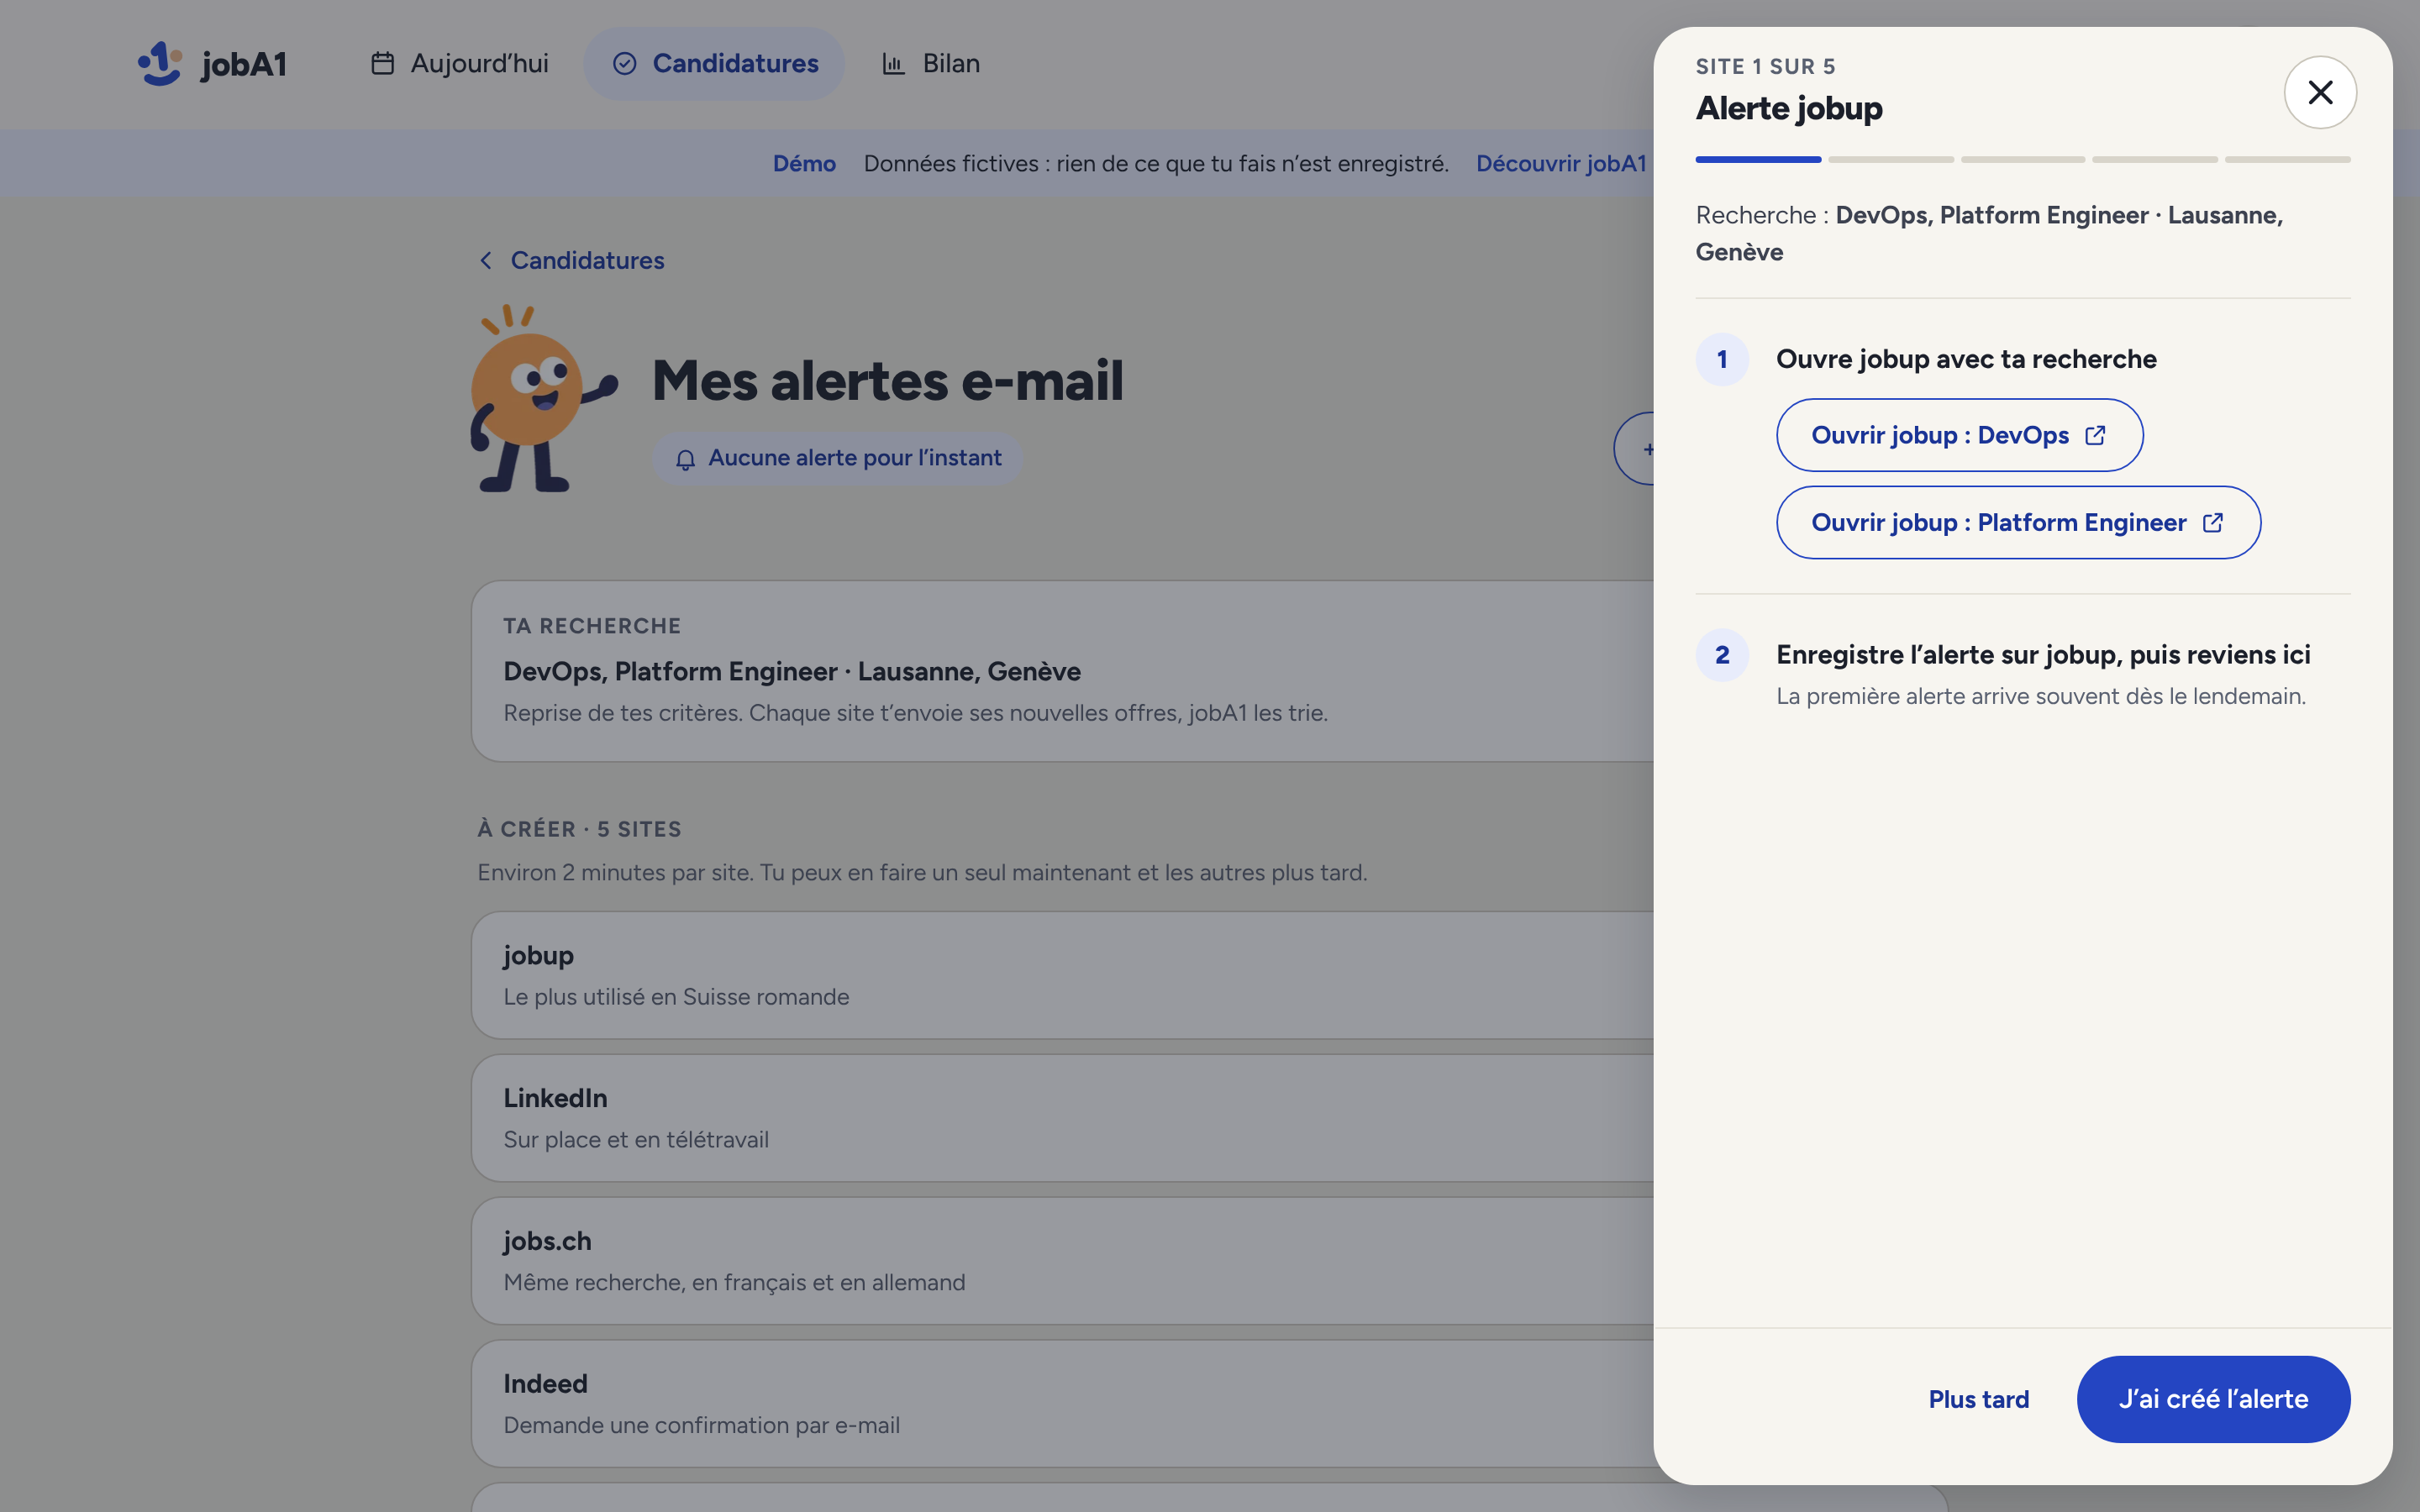 jobA1
Aujourd’hui
Candidatures
Bilan
Démo Données fictives : rien de ce que tu fais n’est enregistré. Découvrir jobA1
Candidatures
Mes alertes e-mail
Aucune alerte pour l’instant
+
TA RECHERCHE
DevOps, Platform Engineer · Lausanne, Genève
Reprise de tes critères. Chaque site t’envoie ses nouvelles offres, jobA1 les trie.
À CRÉER · 5 SITES
Environ 2 minutes par site. Tu peux en faire un seul maintenant et les autres plus tard.
jobup
Le plus utilisé en Suisse romande
LinkedIn
Sur place et en télétravail
jobs.ch
Même recherche, en français et en allemand
Indeed
Demande une confirmation par e-mail
SITE 1 SUR 5
Alerte jobup
Recherche : DevOps, Platform Engineer · Lausanne,
Genève
1 Ouvre jobup avec ta recherche
Ouvrir jobup : DevOps
Ouvrir jobup : Platform Engineer
2 Enregistre l’alerte sur jobup, puis reviens ici
La première alerte arrive souvent dès le lendemain.
Plus tard
J’ai créé l’alerte